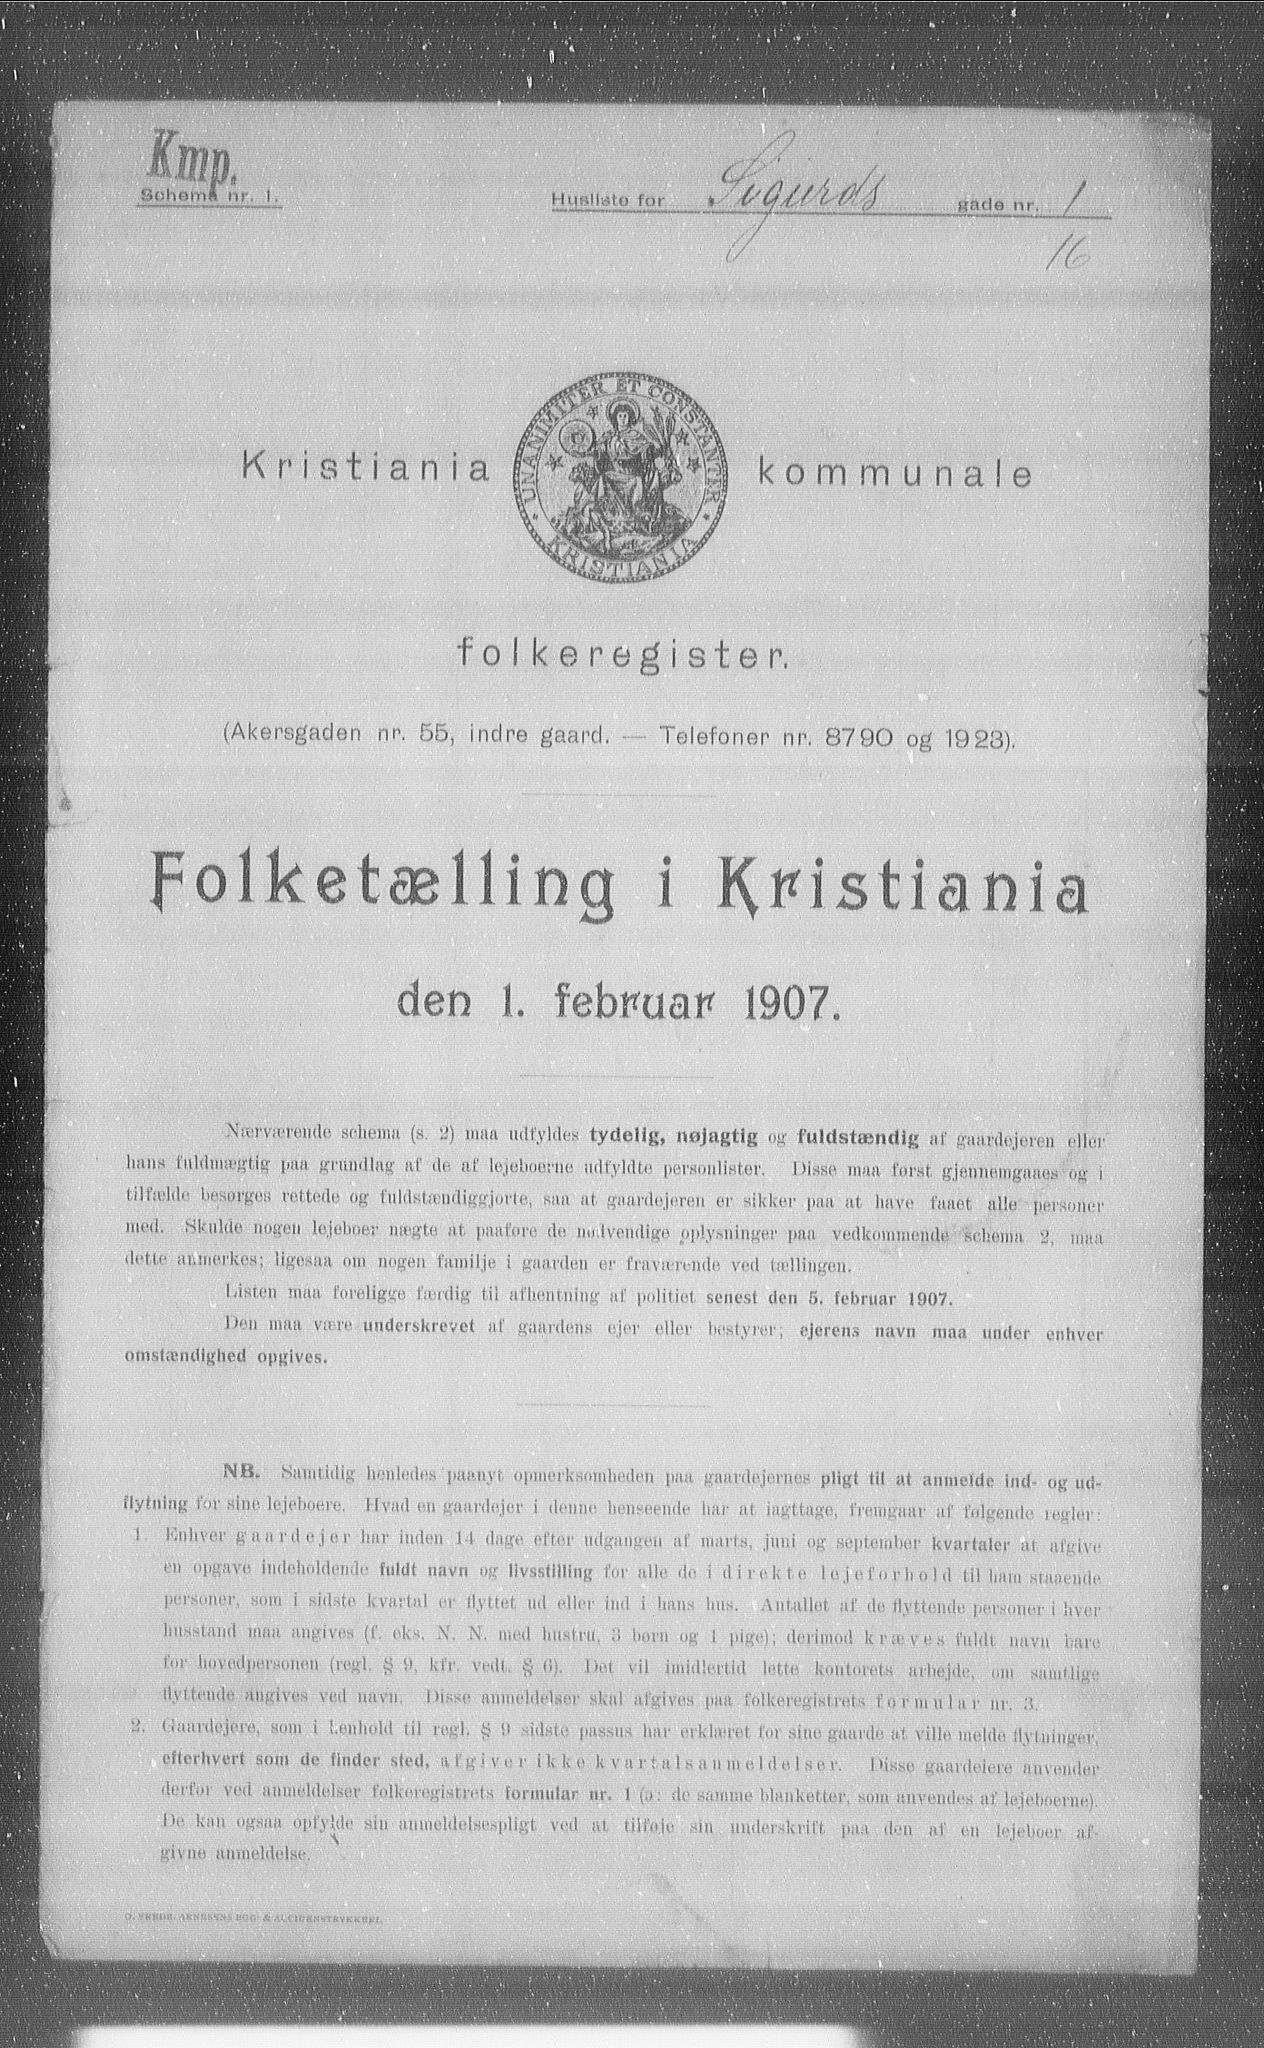 Kmp.
Schema nr. 1.
Husliste for Sigurds gade nr. 1
16
UNANIMITER ET CONSTANTER
KRISTIANIA
Kristiania kommunale
folkeregister.
(Akersgaden nr. 55, indre gaard. — Telefoner nr. 8790 og 1923).
Folketælling i Kristiania
den 1. februar 1907.
Nærværende schema (s. 2) maa udfyldes tydelig, nøjagtig og fuldstændig af gaardejeren eller
hans fuldmægtig paa grundlag af de af lejeboerne udfyldte personlister. Disse maa først gjennemgaaes og i
tilfælde besørges rettede og fuldstændiggjorte, saa at gaardejeren er sikker paa at have faaet alle personer
med. Skulde nogen lejeboer nægte at paaføre de nødvendige oplysninger paa vedkommende schema 2, maa
dette anmerkes; ligesaa om nogen familje i gaarden er fraværende ved tællingen.
Listen maa foreligge færdig til afhentning af politiet senest den 5. februar 1907.
Den maa være underskrevet af gaardens ejer eller bestyrer; ejerens navn maa under enhver
omstændighed opgives.
NB. Samtidig henledes paanyt opmerksomheden paa gaardejernes pligt til at anmelde ind- og ud-
flytning for sine lejeboere. Hvad en gaardejer i denne henseende har at iagttage, fremgaar af følgende regler:
1. Enhver gaardejer har inden 14 dage efter udgangen af marts, juni og september kvartaler at afgive
en opgave indeholdende fuldt navn og livsstilling for alle de i direkte lejeforhold til ham staaende
personer, som i sidste kvartal er flyttet ud eller ind i hans hus. Antallet af de flyttende personer i hver
husstand maa angives (f. eks. N. N. med hustru, 3 børn og 1 pige); derimod kræves fuldt navn bare
for hovedpersonen (regl. § 9, kfr. vedt. § 6). Det vil imidlertid lette kontorets arbejde, om samtlige
flyttende angives ved navn. Disse anmeldelser skal afgives paa folkeregistrets formular nr. 3.
2. Gaardejere, som i henhold til regl. § 9 sidste passus har erklæret for sine gaarde at ville melde flytninger,
efterhvert som de finder sted, afgiver ikke kvartalsanmeldelser. Disse gaardeiere anvender
derfor ved anmeldelser folkeregistrets formular nr. 1 (ɔ: de samme blanketter, som anvendes af lejeboerne).
De kan ogsaa opfylde sin anmeldelsespligt ved at tilføje sin underskrift paa den af en lejeboer af-
givne anmeldelse.
O. FREDR. ARNESENS BOG- & ACCIDENSTRYKKERI.